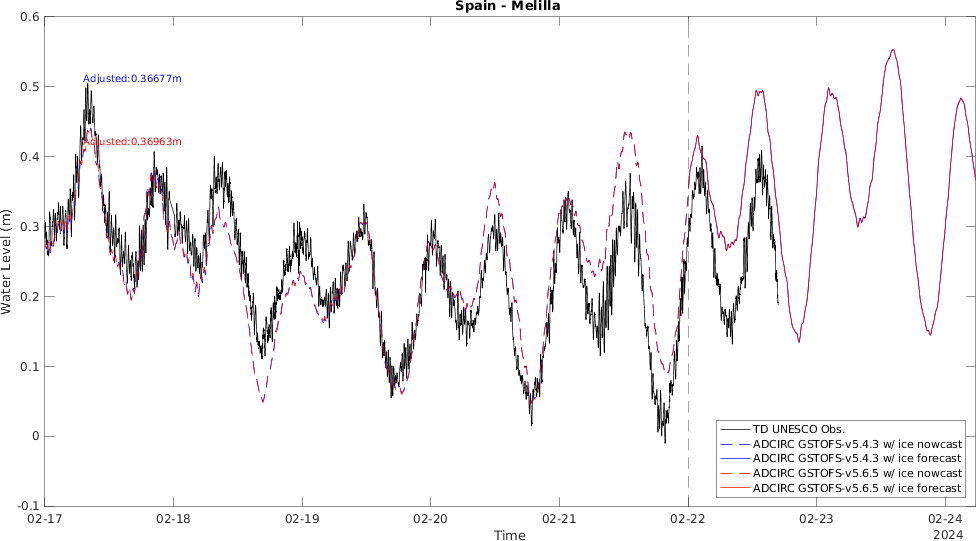 Spain - Melilla
0.6
0.5
0.4
0.3
0.2
0.1
0
-0.1
Water Level (m)
Adjusted:0.36677m
Adjusted:0.36963m
TD UNESCO Obs.
ADCIRC GSTOFS-v5.4.3 w/ ice nowcast
ADCIRC GSTOFS-v5.4.3 w/ ice forecast
ADCIRC GSTOFS-v5.6.5 w/ ice nowcast
ADCIRC GSTOFS-v5.6.5 w/ ice forecast
02-17 02-18 02-19 02-20 02-21 02-22 02-23 02-24
Time
2024